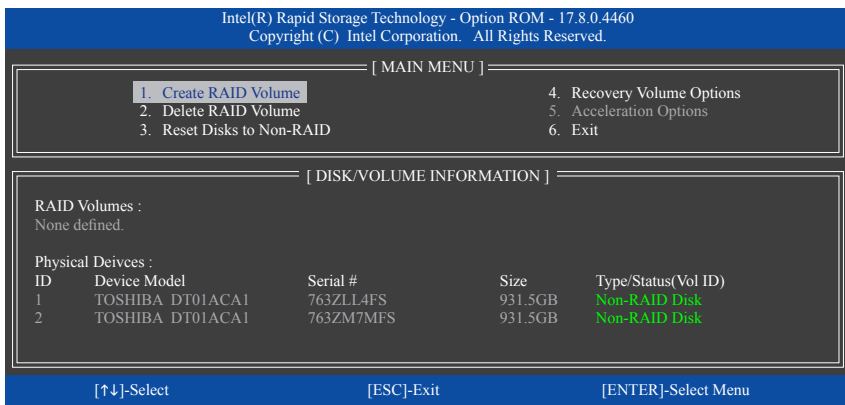 Intel(R) Rapid Storage Technology - Option ROM - 17.8.0.4460
Copyright (C) Intel Corporation. All Rights Reserved.
[ MAIN MENU ]
1. Create RAID Volume
2. Delete RAID Volume
3. Reset Disks to Non-RAID
4. Recovery Volume Options
5. Acceleration Options
6. Exit
[ DISK/VOLUME INFORMATION ]
RAID Volumes :
None defined.
Physical Deivces :
ID Device Model Serial # Size Type/Status(Vol ID)
1 TOSHIBA DT01ACA1 763ZLL4FS 931.5GB Non-RAID Disk
2 TOSHIBA DT01ACA1 763ZM7MFS 931.5GB Non-RAID Disk
[↑↓]-Select [ESC]-Exit [ENTER]-Select Menu